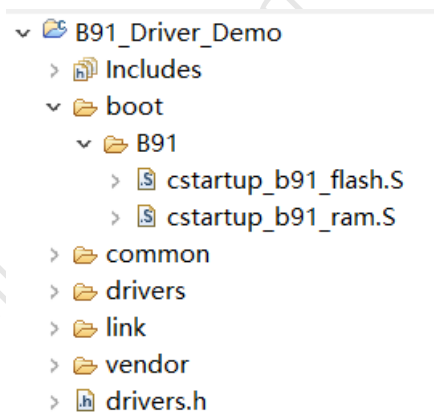 B91_Driver_Demo
Includes
boot
B91
cstartup_b91_flash.S
cstartup_b91_ram.S
common
drivers
link
vendor
drivers.h